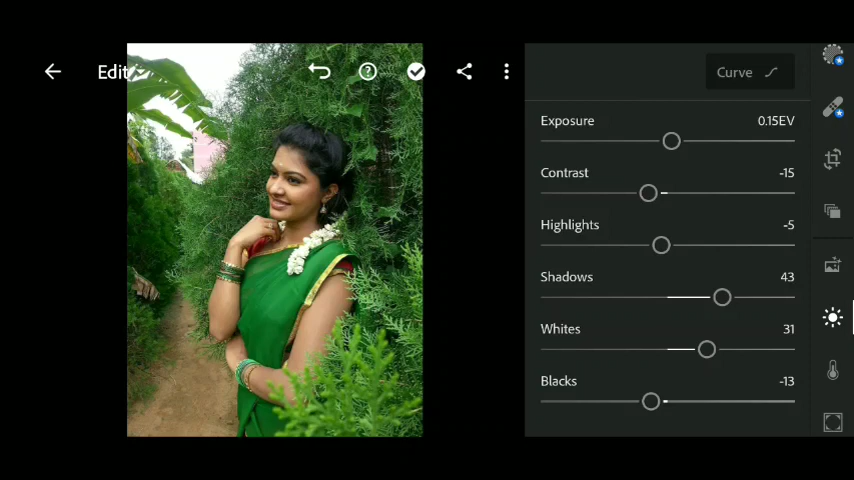 Edit
Curve
Exposure 0.15EV
Contrast -15
Highlights -5
Shadows 43
Whites 31
Blacks -13